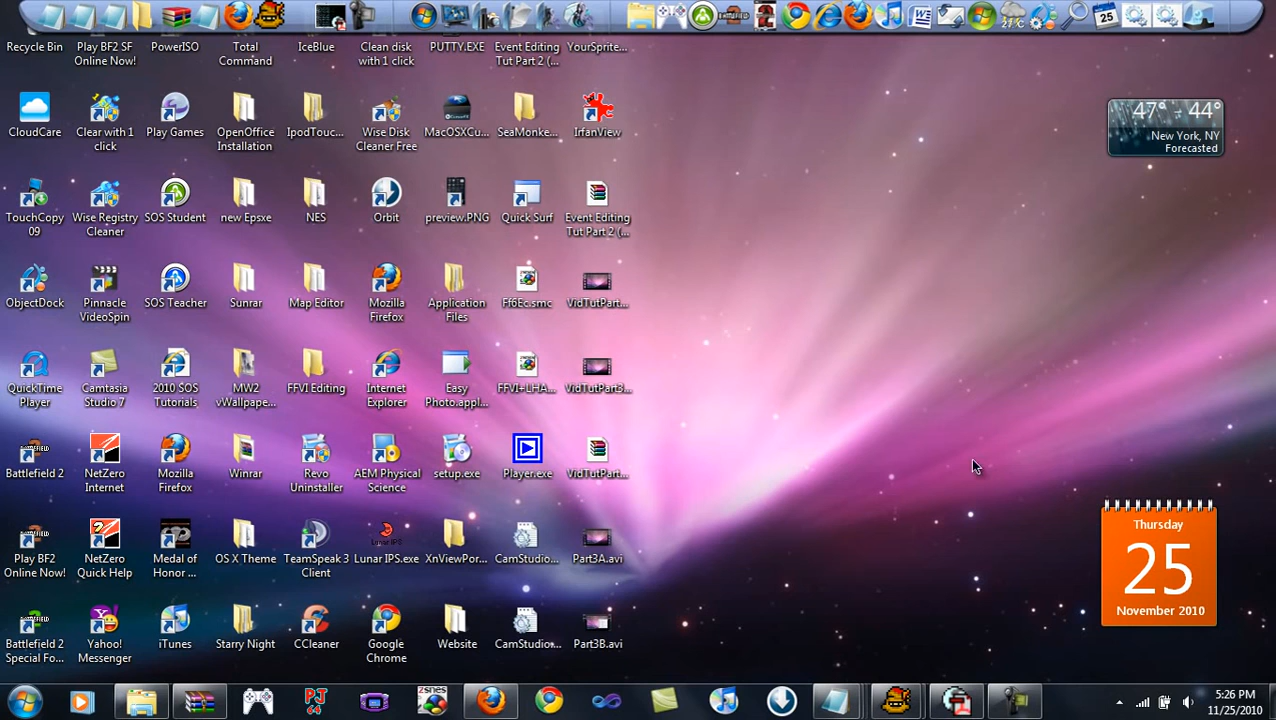 Recycle Bin
Play BF2 SF
Online Now!
PowerISO
Total
Command
IceBlue
Clean disk
with 1 click
PUTTY.EXE
Event Editing
Tut Part 2 (...
YourSprite...
21°C
25
CloudCare
Clear with 1
click
Play Games
OpenOffice
Installation
IpodTouc...
Wise Disk
Cleaner Free
MacOSXCu...
SeaMonke...
IrfanView
47° - 44°
New York, NY
Forecasted
TouchCopy
09
Wise Registry
Cleaner
SOS Student
new Epsxe
NES
Orbit
preview.PNG
Quick Surf
Event Editing
Tut Part 2 (...
ObjectDock
Pinnacle
VideoSpin
SOS Teacher
Sunrar
Map Editor
Mozilla
Firefox
Application
Files
Ff6Ec.smc
VidTutPart...
QuickTime
Player
Camtasia
Studio 7
2010 SOS
Tutorials
MW2
vWallpape...
FFVI Editing
Internet
Explorer
Easy
Photo.appl...
FFVI+LHA...
VidTutPart3...
Battlefield 2
NetZero
Internet
Mozilla
Firefox
Winrar
Revo
Uninstaller
AEM Physical
Science
setup.exe
Player.exe
VidTutPart...
Play BF2
Online Now!
NetZero
Quick Help
Medal of
Honor ...
OS X Theme
TeamSpeak 3
Client
Lunar IPS.exe
XnViewPor...
CamStudio...
Part3A.avi
Thursday
25
November 2010
Battlefield 2
Special Fo...
Yahoo!
Messenger
iTunes
Starry Night
CCleaner
Google
Chrome
Website
CamStudio...
Part3B.avi
PJ
64
zsnes
5:26 PM
11/25/2010